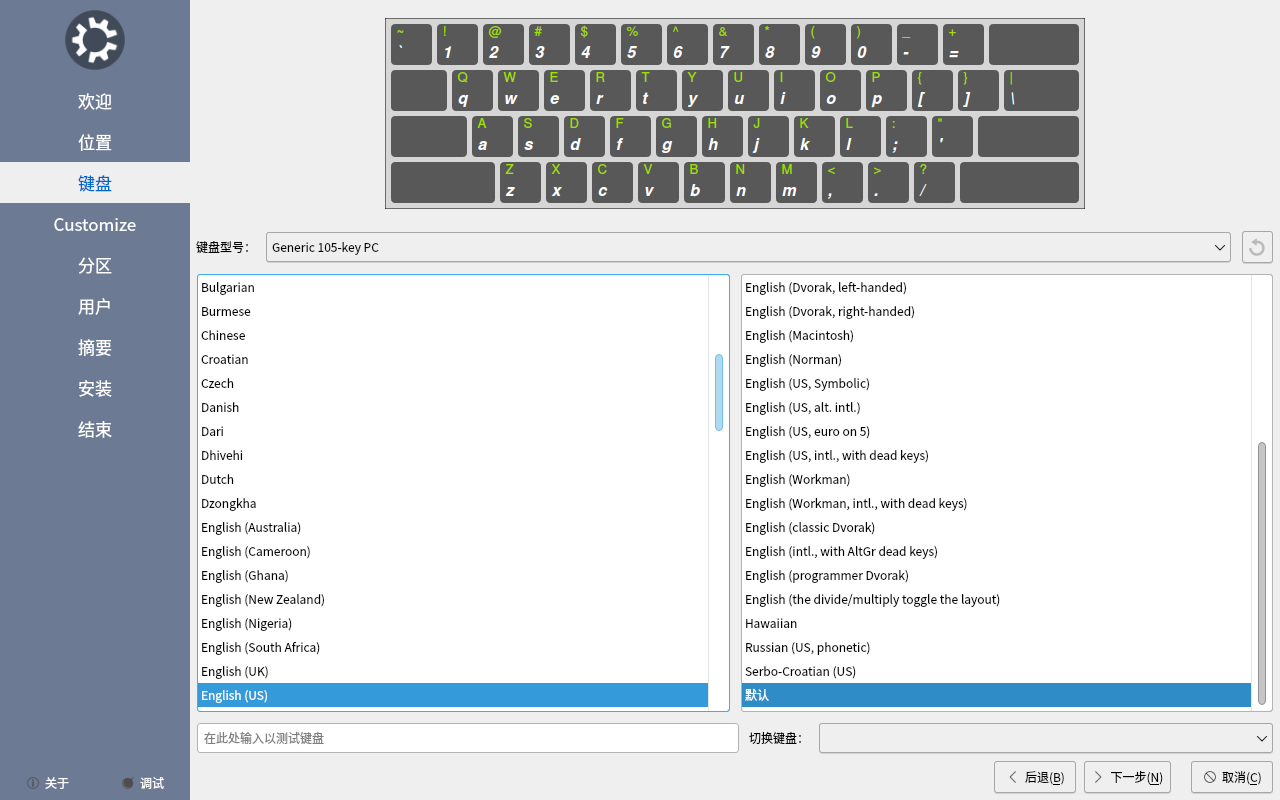 欢迎
位置
键盘
Customize
分区
用户
摘要
安装
结束
关于
调试
~ ! @ # $ % ^ & * ( ) _ +
` 1 2 3 4 5 6 7 8 9 0 - =
Q W E R T Y U I O P { } |
q w e r t y u i o p [ ] \
A S D F G H J K L : "
a s d f g h j k l ; '
Z X C V B N M < > ?
z x c v b n m , . /
键盘型号： Generic 105-key PC
Bulgarian
Burmese
Chinese
Croatian
Czech
Danish
Dari
Dhivehi
Dutch
Dzongkha
English (Australia)
English (Cameroon)
English (Ghana)
English (New Zealand)
English (Nigeria)
English (South Africa)
English (UK)
English (US)
English (Dvorak, left-handed)
English (Dvorak, right-handed)
English (Macintosh)
English (Norman)
English (US, Symbolic)
English (US, alt. intl.)
English (US, euro on 5)
English (US, intl., with dead keys)
English (Workman)
English (Workman, intl., with dead keys)
English (classic Dvorak)
English (intl., with AltGr dead keys)
English (programmer Dvorak)
English (the divide/multiply toggle the layout)
Hawaiian
Russian (US, phonetic)
Serbo-Croatian (US)
默认
在此处输入以测试键盘
切换键盘：
后退(B)
下一步(N)
取消(C)